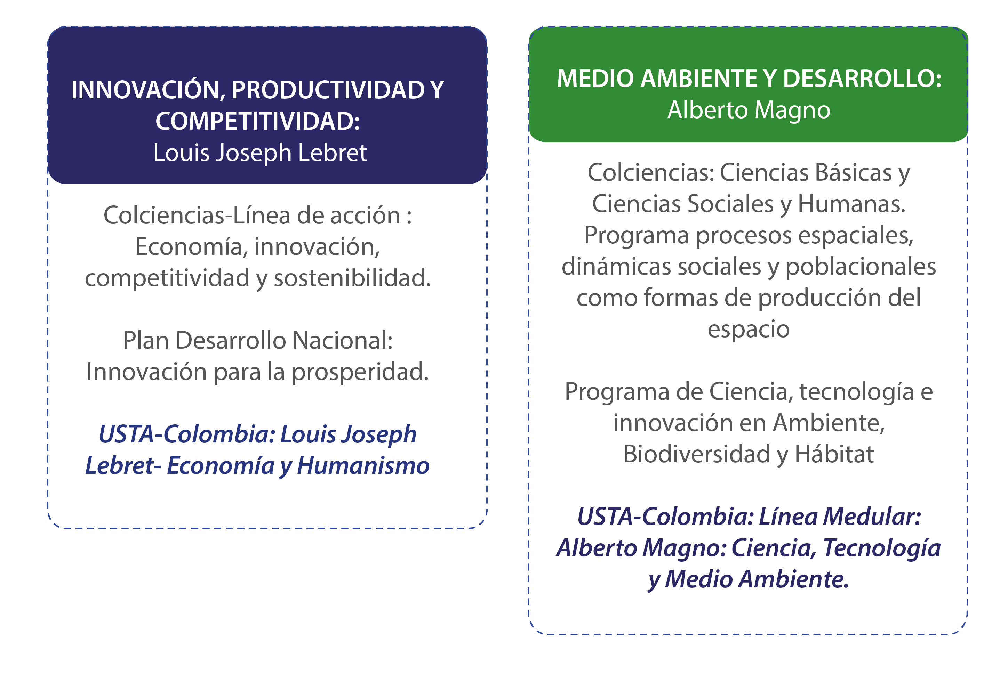 INNOVACIÓN, PRODUCTIVIDAD Y
COMPETITIVIDAD:
Louis Joseph Lebret
Colciencias-Línea de acción :
Economía, innovación,
competitividad y sostenibilidad.
Plan Desarrollo Nacional:
Innovación para la prosperidad.
USTA-Colombia: Louis Joseph
Lebret- Economía y Humanismo
MEDIO AMBIENTE Y DESARROLLO:
Alberto Magno
Colciencias: Ciencias Básicas y
Ciencias Sociales y Humanas.
Programa procesos espaciales,
dinámicas sociales y poblacionales
como formas de producción del
espacio
Programa de Ciencia, tecnología e
innovación en Ambiente,
Biodiversidad y Hábitat
USTA-Colombia: Línea Medular:
Alberto Magno: Ciencia, Tecnología
y Medio Ambiente.